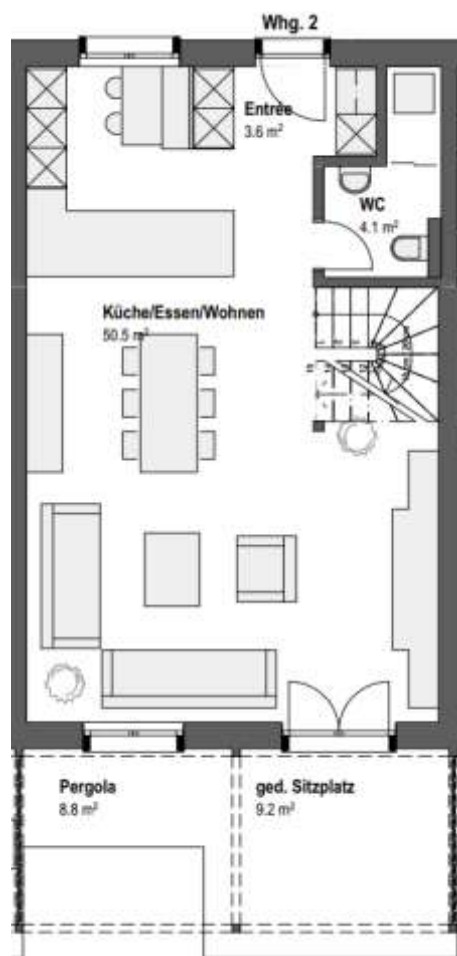 Whg. 2
Entrée
3.6 m²
WC
4.1 m²
Küche/Essen/Wohnen
50.5 m²
Pergola
8.8 m²
ged. Sitzplatz
9.2 m²